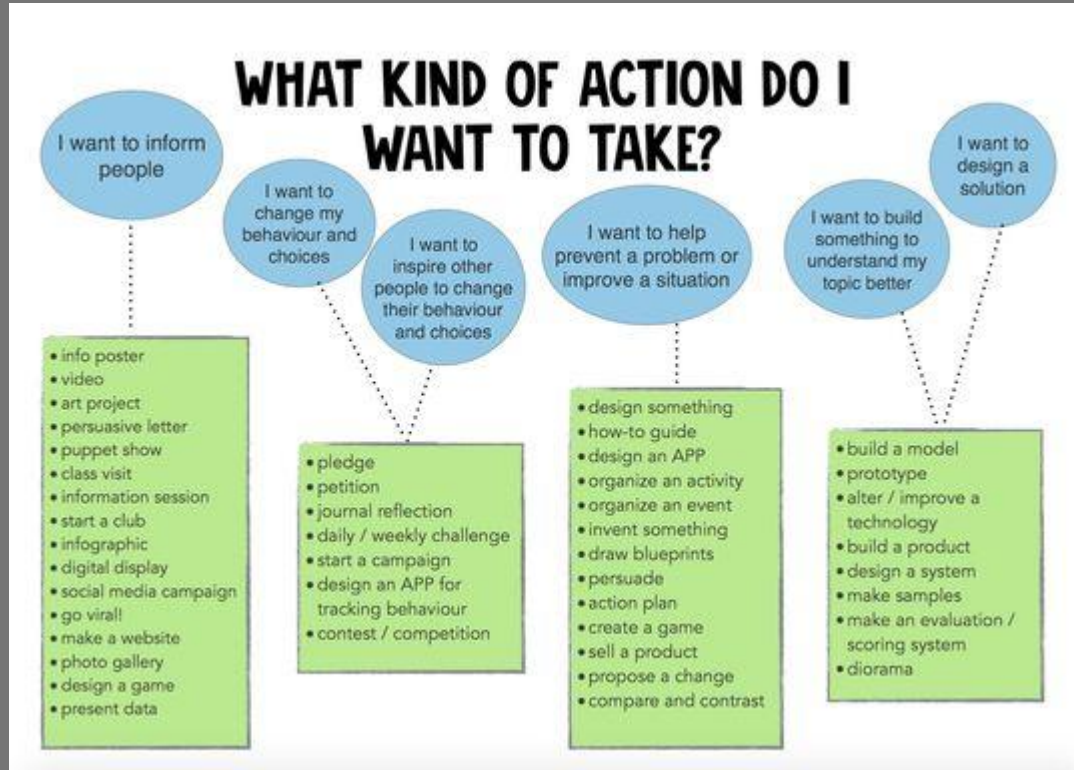 WHAT KIND OF ACTION DO I
WANT TO TAKE?
I want to inform
people
I want to
change my
behaviour and
choices
I want to
inspire other
people to change
their behaviour
and choices
I want to help
prevent a problem or
improve a situation
I want to build
something to
understand my
topic better
I want to
design a
solution
• info poster
• video
• art project
• persuasive letter
• puppet show
• class visit
• information session
• start a club
• infographic
• digital display
• social media campaign
• go viral!
• make a website
• photo gallery
• design a game
• present data
• pledge
• petition
• journal reflection
• daily / weekly challenge
• start a campaign
• design an APP for
tracking behaviour
• contest / competition
• design something
• how-to guide
• design an APP
• organize an activity
• organize an event
• invent something
• draw blueprints
• persuade
• action plan
• create a game
• sell a product
• propose a change
• compare and contrast
• build a model
• prototype
• alter / improve a
technology
• build a product
• design a system
• make samples
• make an evaluation /
scoring system
• diorama